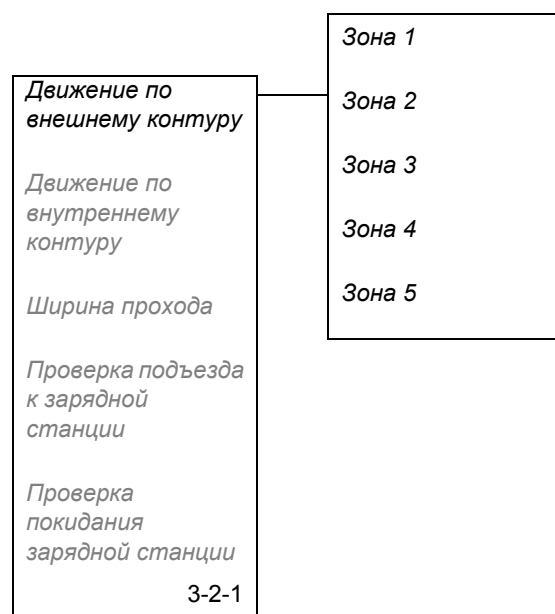 Движение по
внешнему контуру
Движение по
внутреннему
контуру
Ширина прохода
Проверка подъезда
к зарядной
станции
Проверка
покидания
зарядной станции
3-2-1
Зона 1
Зона 2
Зона 3
Зона 4
Зона 5